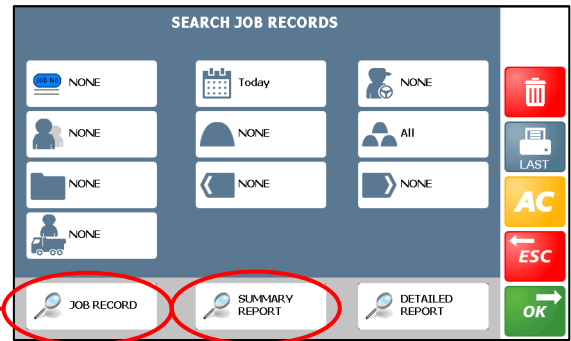 SEARCH JOB RECORDS
Job No NONE
Today
NONE
NONE
NONE
All
LAST
NONE
NONE
NONE
AC
NONE
ESC
JOB RECORD
SUMMARY
REPORT
DETAILED
REPORT
OK